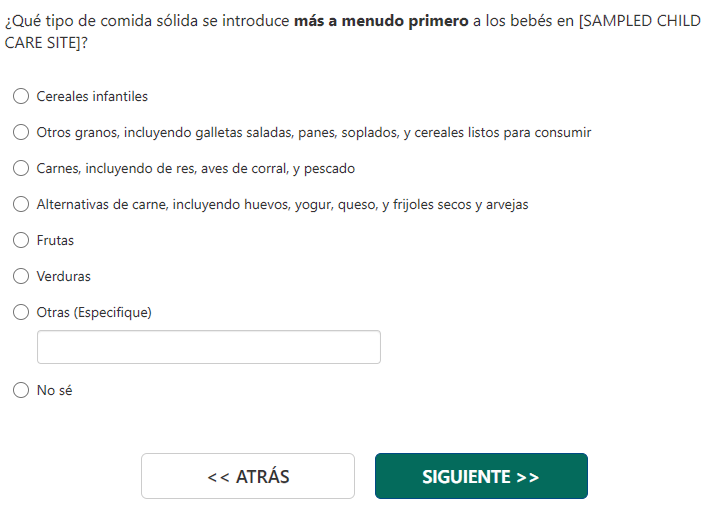 ¿Qué tipo de comida sólida se introduce más a menudo primero a los bebés en [SAMPLED CHILD
CARE SITE]?
Cereales infantiles
Otros granos, incluyendo galletas saladas, panes, soplados, y cereales listos para consumir
Carnes, incluyendo de res, aves de corral, y pescado
Alternativas de carne, incluyendo huevos, yogur, queso, y frijoles secos y arvejas
Frutas
Verduras
Otras (Especifique)
No sé
<< ATRÁS
SIGUIENTE >>